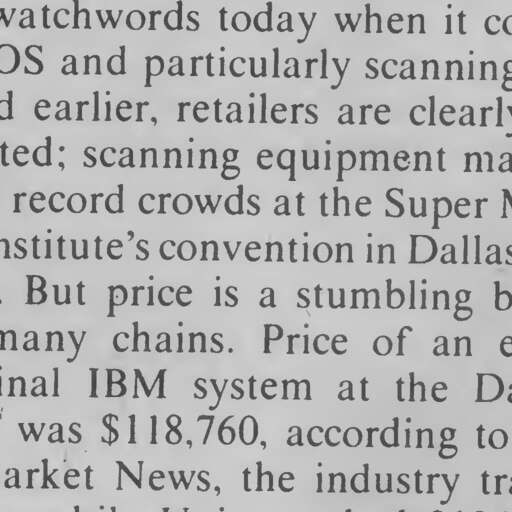 watchwords today when it co
OS and particularly scanning
d earlier, retailers are clearly
ted; scanning equipment ma
record crowds at the Super M
nstitute's convention in Dallas
. But price is a stumbling b
many chains. Price of an e
inal IBM system at the Da
was $118,760, according to
arket News, the industry tra